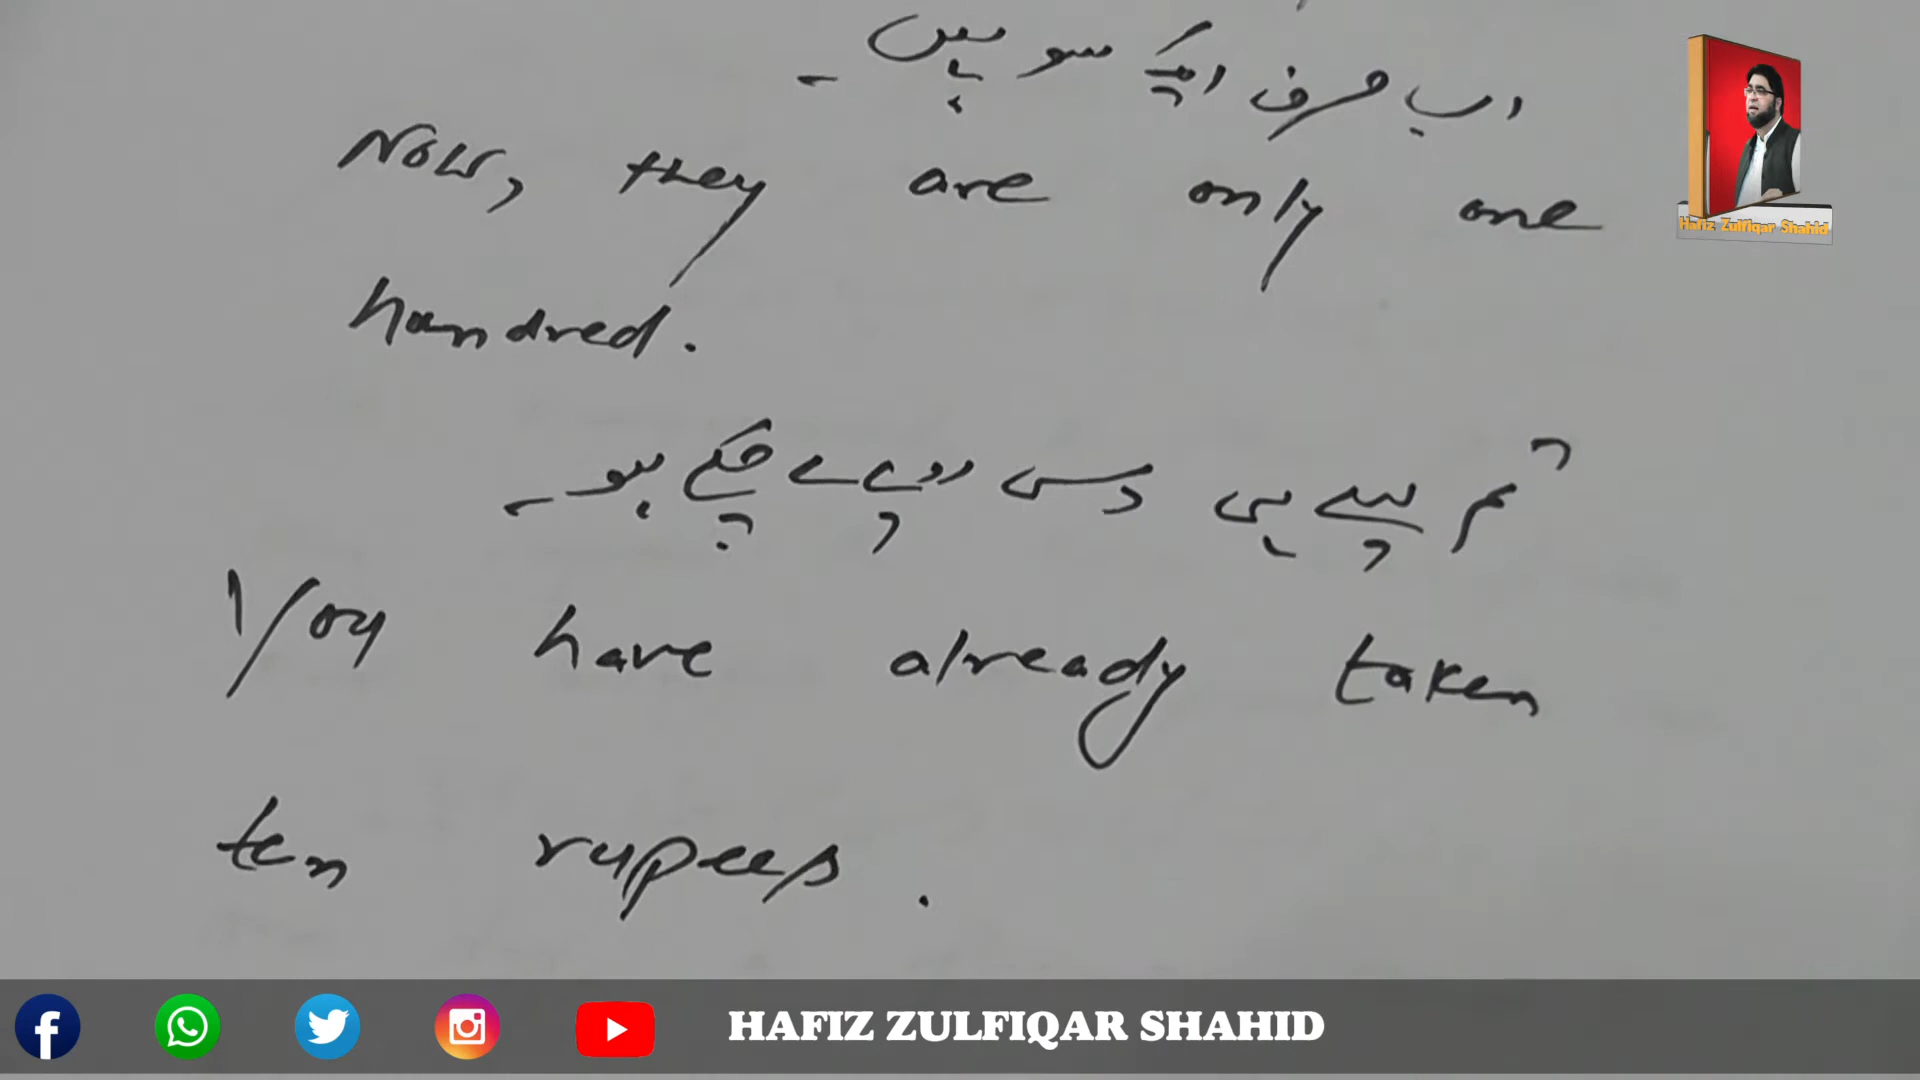 اب صرف ایک سو ہیں ۔
Now, they are only one
hundred.
تم پہلے ہی دس روپے لے چکے ہو ۔
You have already taken
ten rupees.
Hafiz Zulfiqar Shahid
HAFIZ ZULFIQAR SHAHID